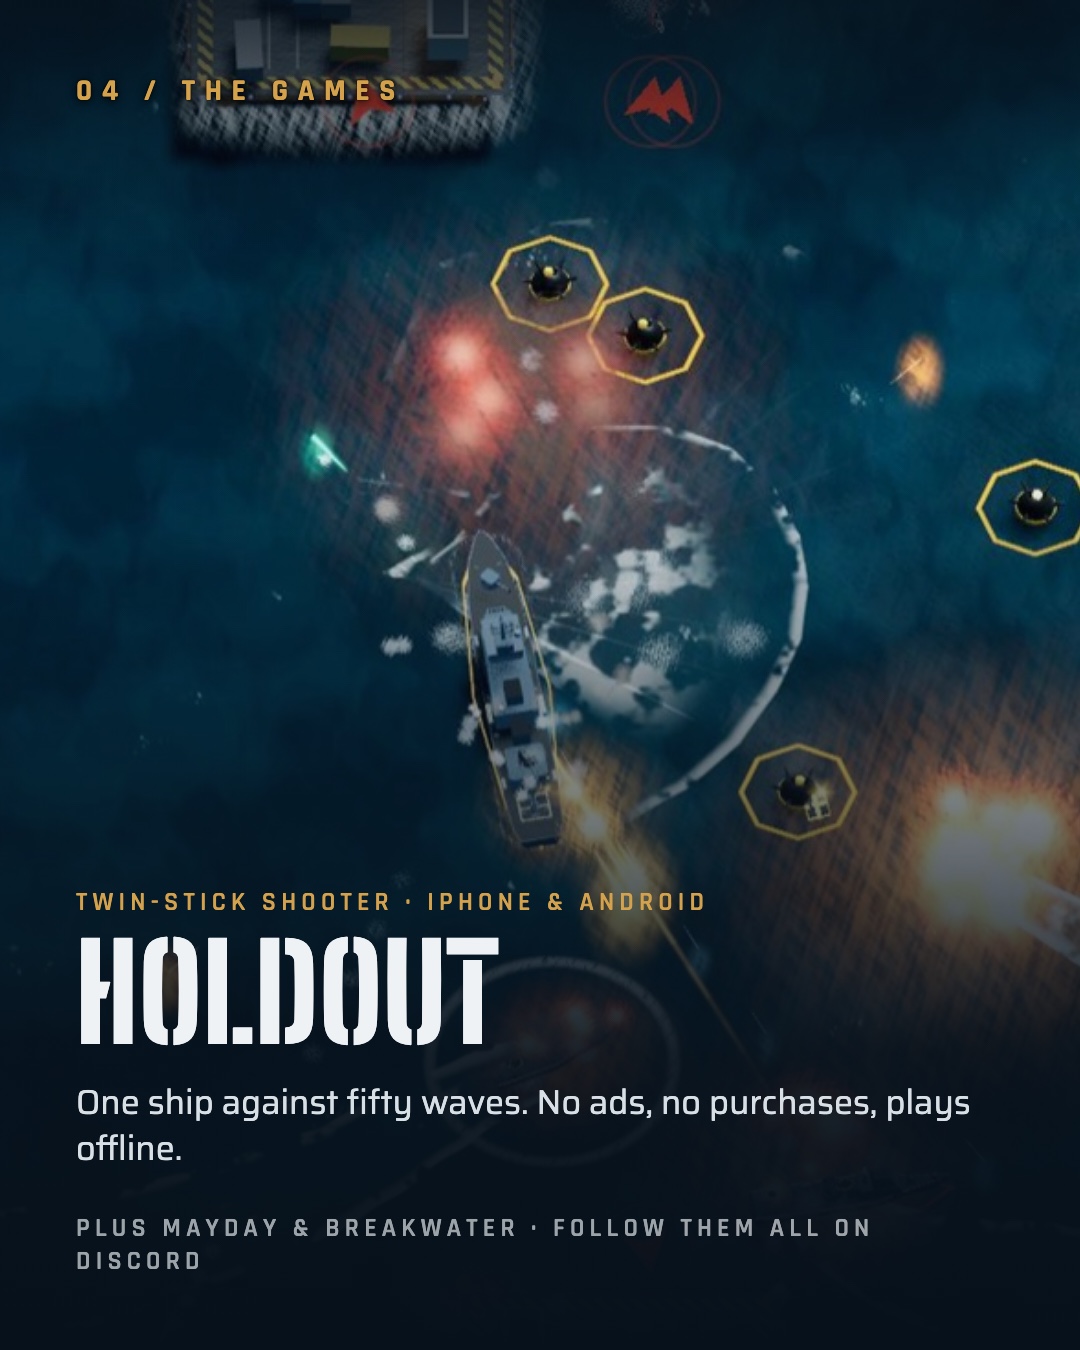 04 / THE GAMES
TWIN-STICK SHOOTER · IPHONE & ANDROID
HOLDOUT
One ship against fifty waves. No ads, no purchases, plays
offline.
PLUS MAYDAY & BREAKWATER · FOLLOW THEM ALL ON
DISCORD